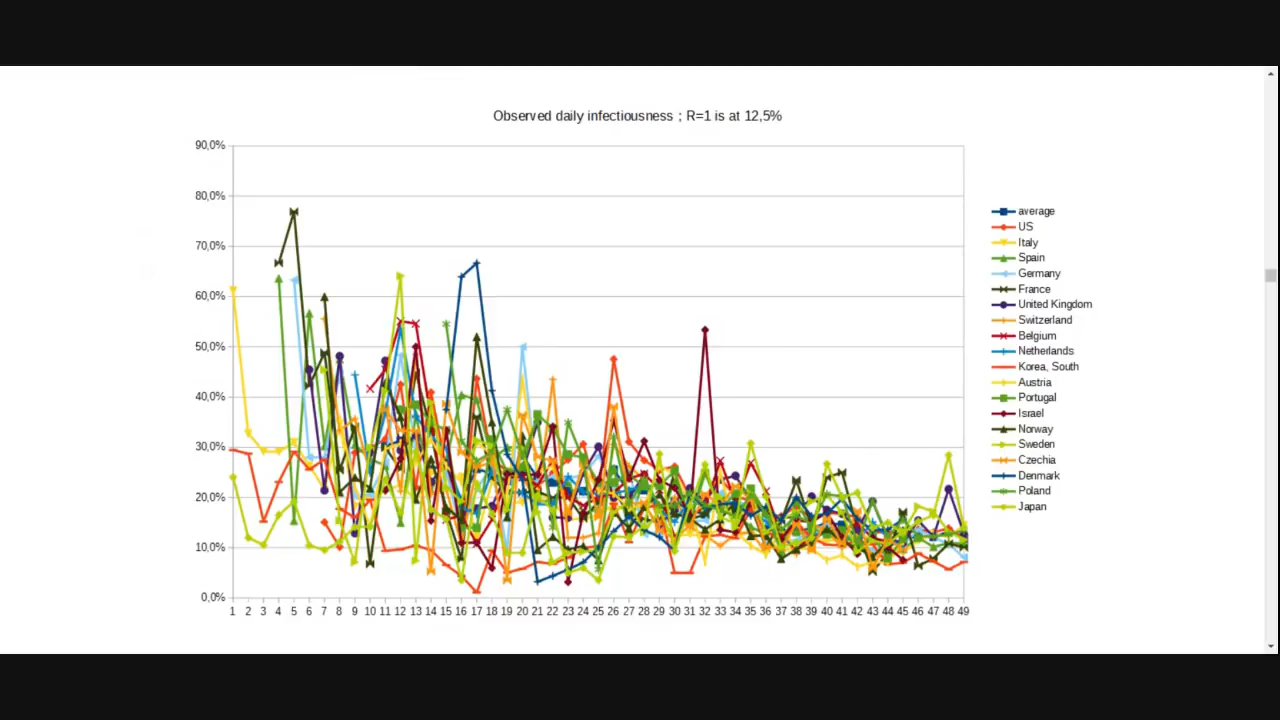 Observed daily infectiousness ; R=1 is at 12,5%
90,0%
80,0%
70,0%
60,0%
50,0%
40,0%
30,0%
20,0%
10,0%
0,0%
1 2 3 4 5 6 7 8 9 10 11 12 13 14 15 16 17 18 19 20 21 22 23 24 25 26 27 28 29 30 31 32 33 34 35 36 37 38 39 40 41 42 43 44 45 46 47 48 49
average
US
Italy
Spain
Germany
France
United Kingdom
Switzerland
Belgium
Netherlands
Korea, South
Austria
Portugal
Israel
Norway
Sweden
Czechia
Denmark
Poland
Japan